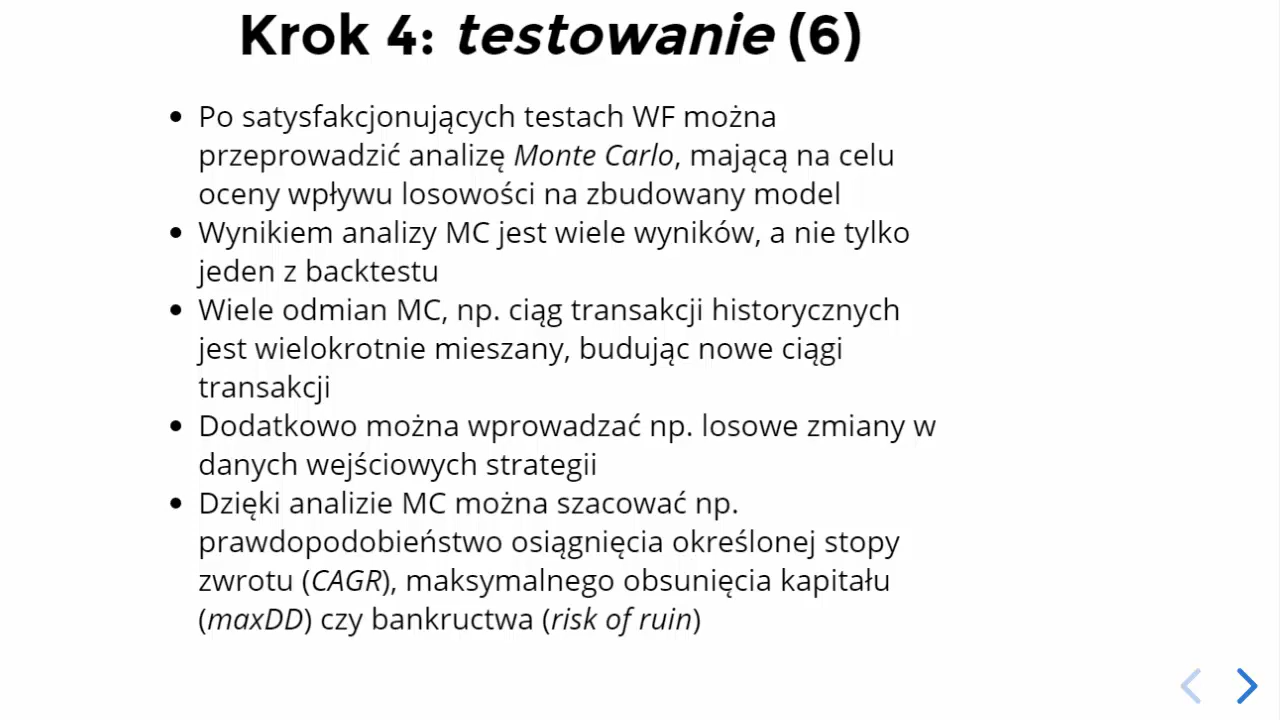 Krok 4: testowanie (6)
• Po satysfakcjonujących testach WF można
przeprowadzić analizę Monte Carlo, mającą na celu
oceny wpływu losowości na zbudowany model
• Wynikiem analizy MC jest wiele wyników, a nie tylko
jeden z backtestu
• Wiele odmian MC, np. ciąg transakcji historycznych
jest wielokrotnie mieszany, budując nowe ciągi
transakcji
• Dodatkowo można wprowadzać np. losowe zmiany w
danych wejściowych strategii
• Dzięki analizie MC można szacować np.
prawdopodobieństwo osiągnięcia określonej stopy
zwrotu (CAGR), maksymalnego obsunięcia kapitału
(maxDD) czy bankructwa (risk of ruin)